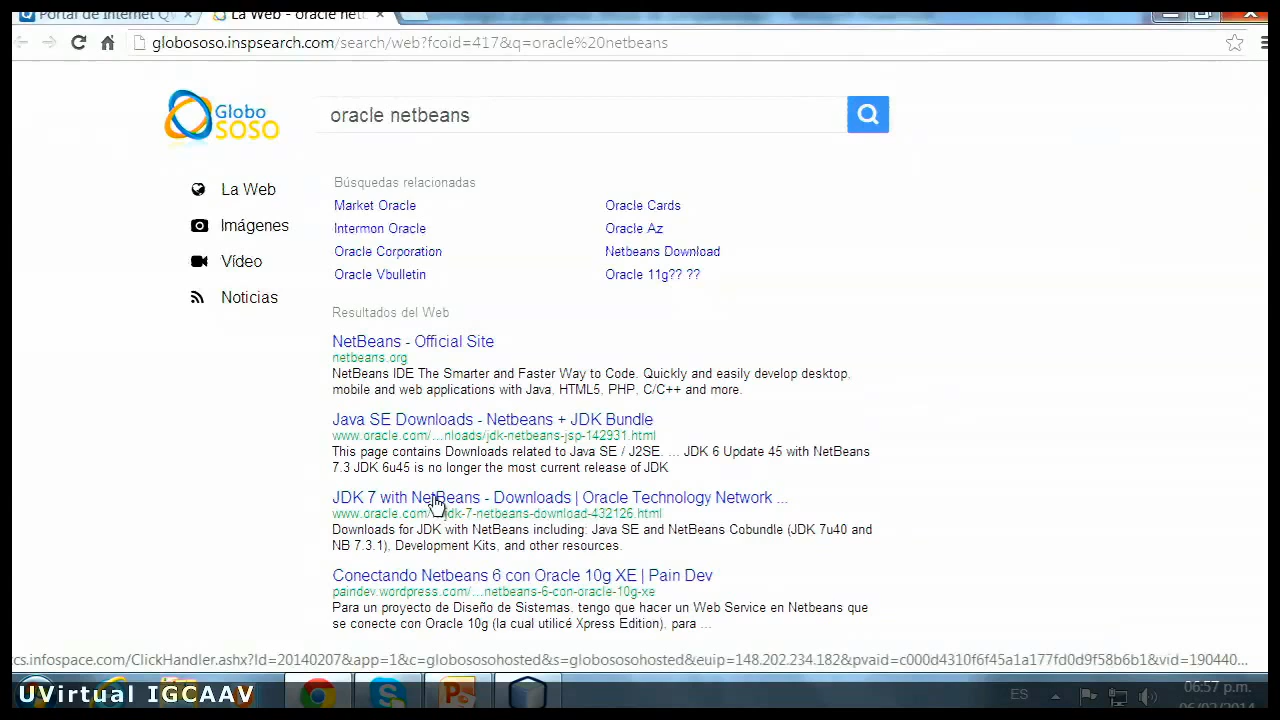 Portal de Internet
La Web - oracle net
globososo.inspsearch.com/search/web?fcoid=417&q=oracle%20netbeans
Globo
SOSO
oracle netbeans
La Web
Imágenes
Vídeo
Noticias
Búsquedas relacionadas
Market Oracle
Oracle Cards
Intermon Oracle
Oracle Az
Oracle Corporation
Netbeans Download
Oracle Vbulletin
Oracle 11g?? ??
Resultados del Web
NetBeans - Official Site
netbeans.org
NetBeans IDE The Smarter and Faster Way to Code. Quickly and easily develop desktop,
mobile and web applications with Java, HTML5, PHP, C/C++ and more.
Java SE Downloads - Netbeans + JDK Bundle
www.oracle.com/...nloads/jdk-netbeans-jsp-142931.html
This page contains Downloads related to Java SE / J2SE. ... JDK 6 Update 45 with NetBeans
7.3 JDK 6u45 is no longer the most current release of JDK
JDK 7 with NetBeans - Downloads | Oracle Technology Network ...
www.oracle.com/...jdk-7-netbeans-download-432126.html
Downloads for JDK with NetBeans including: Java SE and NetBeans Cobundle (JDK 7u40 and
NB 7.3.1), Development Kits, and other resources.
Conectando Netbeans 6 con Oracle 10g XE | Pain Dev
paindev.wordpress.com/...netbeans-6-con-oracle-10g-xe
Para un proyecto de Diseño de Sistemas. tengo que hacer un Web Service en Netbeans que
se conecte con Oracle 10g (la cual utilicé Xpress Edition), para ...
cs.infospace.com/ClickHandler.ashx?ld=20140207&app=1&c=globososohosted&s=globososohosted&euip=148.202.234.182&pvaid=c000d4310f6f45a1a177fd0d9f58b6b1&vid=190440...
UVirtual IGCAAV
ES
06:57 p.m.